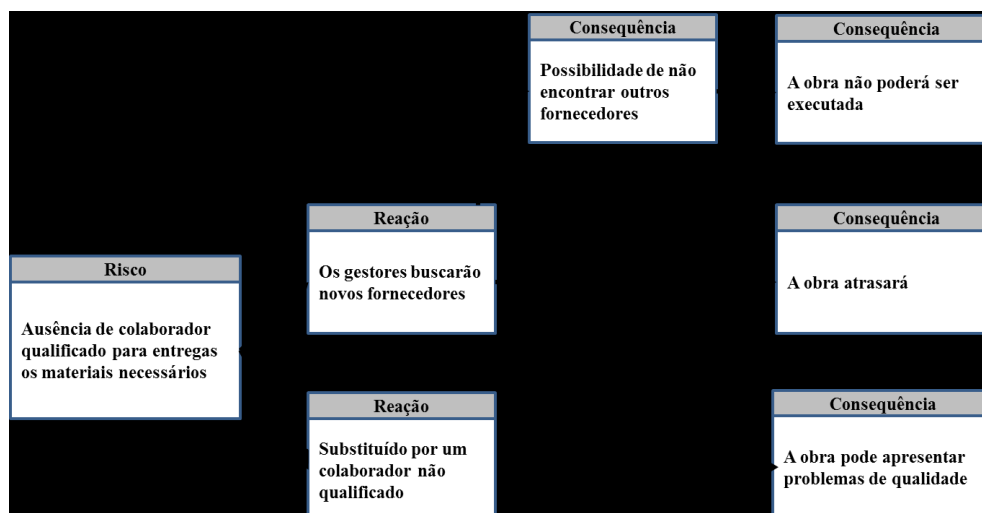 Consequência
Possibilidade de não
encontrar outros
fornecedores
Consequência
A obra não poderá ser
executada
Reação
Os gestores buscarão
novos fornecedores
Consequência
A obra atrasará
Risco
Ausência de colaborador
qualificado para entregas
os materiais necessários
Reação
Substituído por um
colaborador não
qualificado
Consequência
A obra pode apresentar
problemas de qualidade